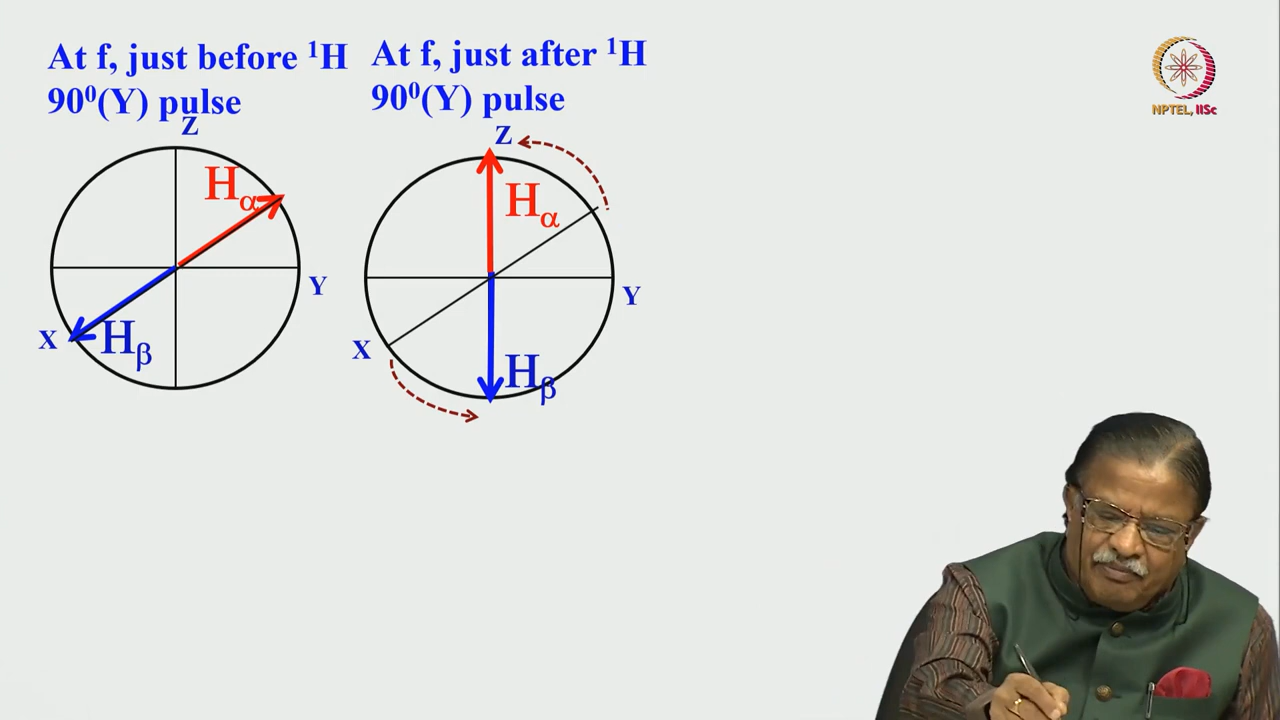 At f, just before ¹H
90⁰(Y) pulse
Z
Hα
Y
X
Hβ
At f, just after ¹H
90⁰(Y) pulse
Z
Hα
Y
X
Hβ
NPTEL, IISc